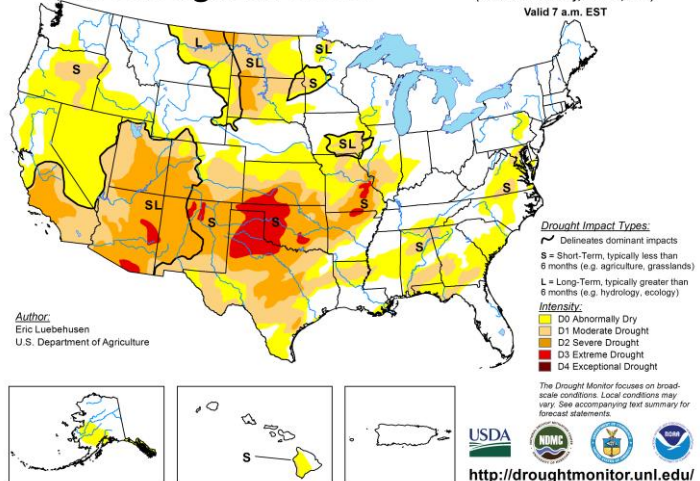 Valid 7 a.m. EST
L
SL
SL
S
S
SL
SL
S
S
S
S
S
Drought Impact Types:
Delineates dominant impacts
S = Short-Term, typically less than
6 months (e.g. agriculture, grasslands)
L = Long-Term, typically greater than
6 months (e.g. hydrology, ecology)
Intensity:
D0 Abnormally Dry
D1 Moderate Drought
D2 Severe Drought
D3 Extreme Drought
D4 Exceptional Drought
Author:
Eric Luebehusen
U.S. Department of Agriculture
The Drought Monitor focuses on broad-
scale conditions. Local conditions may
vary. See accompanying text summary for
forecast statements.
S
USDA
NDMC
NOAA
http://droughtmonitor.unl.edu/